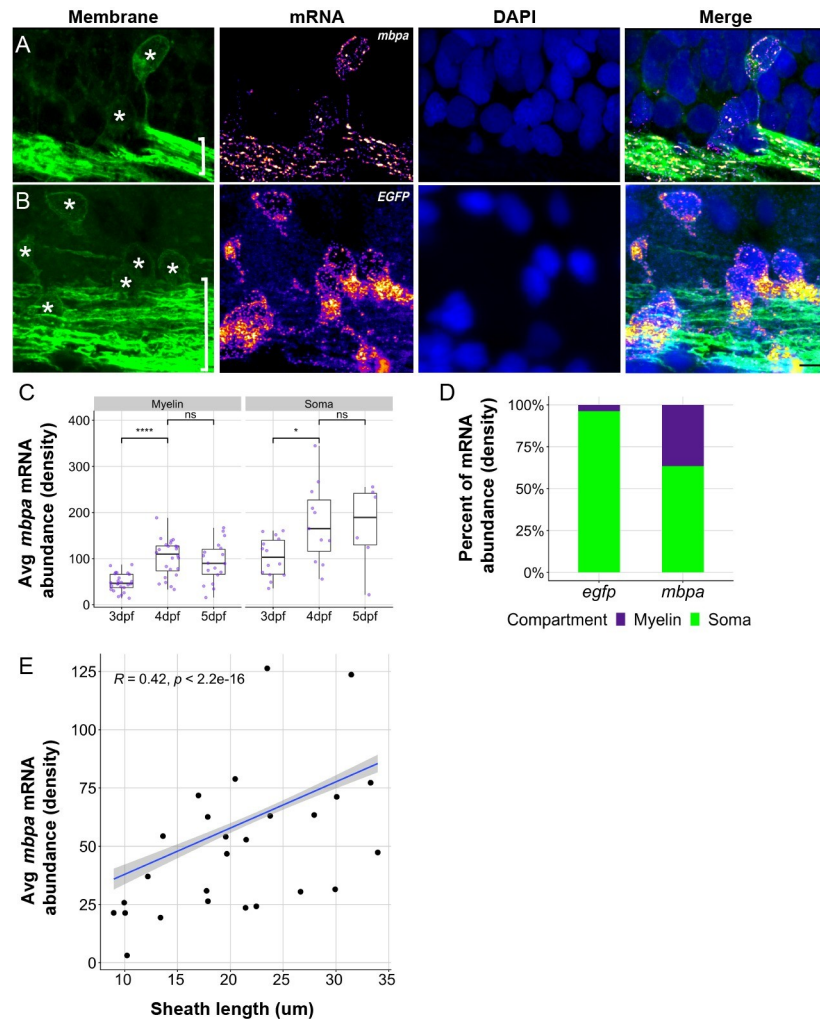 Membrane mRNA DAPI Merge
A mbpa
* *
B EGFP
* * * * * *
C
Myelin Soma
ns ns
**** *
Avg mbpa mRNA
abundance (density)
400
300
200
100
0
3dpf 4dpf 5dpf 3dpf 4dpf 5dpf
D
Percent of mRNA
abundance (density)
100%
75%
50%
25%
0%
egfp mbpa
Compartment Myelin Soma
E
R = 0.42, p < 2.2e-16
Avg mbpa mRNA
abundance (density)
125
100
75
50
25
0
10 15 20 25 30 35
Sheath length (um)